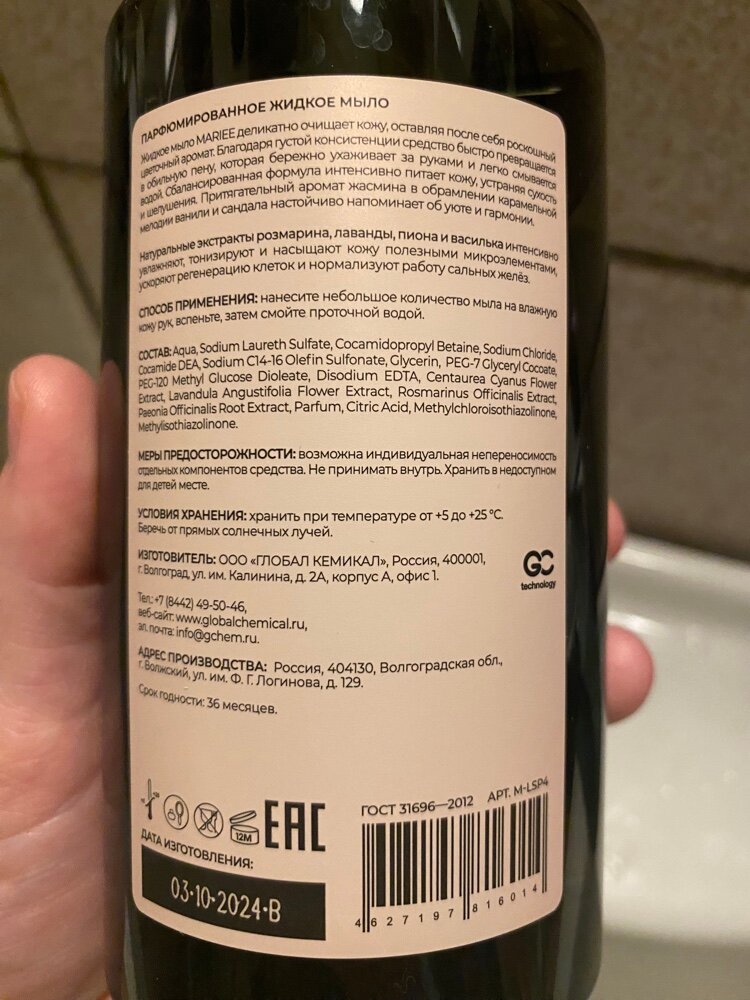 ПАРФЮМИРОВАННОЕ ЖИДКОЕ МЫЛО
Жидкое мыло MARIEE деликатно очищает кожу, оставляя после себя роскошный
цветочный аромат. Благодаря густой консистенции средство быстро превращается
в обильную пену, которая бережно ухаживает за руками и легко смывается
водой. Сбалансированная формула интенсивно питает кожу, устраняя сухость
и шелушения. Притягательный аромат жасмина в обрамлении карамельной
мелодии ванили и сандала настойчиво напоминает об уюте и гармонии.
Натуральные экстракты розмарина, лаванды, пиона и василька интенсивно
увлажняют, тонизируют и насыщают кожу полезными микроэлементами,
ускоряют регенерацию клеток и нормализуют работу сальных желёз.
СПОСОБ ПРИМЕНЕНИЯ: нанесите небольшое количество мыла на влажную
кожу рук, вспеньте, затем смойте проточной водой.
СОСТАВ: Aqua, Sodium Laureth Sulfate, Cocamidopropyl Betaine, Sodium Chloride,
Cocamide DEA, Sodium C14-16 Olefin Sulfonate, Glycerin, PEG-7 Glyceryl Cocoate,
PEG-120 Methyl Glucose Dioleate, Disodium EDTA, Centaurea Cyanus Flower
Extract, Lavandula Angustifolia Flower Extract, Rosmarinus Officinalis Extract,
Paeonia Officinalis Root Extract, Parfum, Citric Acid, Methylchloroisothiazolinone,
Methylisothiazolinone.
МЕРЫ ПРЕДОСТОРОЖНОСТИ: возможна индивидуальная непереносимость
отдельных компонентов средства. Не принимать внутрь. Хранить в недоступном
для детей месте.
УСЛОВИЯ ХРАНЕНИЯ: хранить при температуре от +5 до +25 °C.
Беречь от прямых солнечных лучей.
ИЗГОТОВИТЕЛЬ: ООО «ГЛОБАЛ КЕМИКАЛ», Россия, 400001,
г. Волгоград, ул. им. Калинина, д. 2А, корпус А, офис 1.
GC
technology
Тел.: +7 (8442) 49-50-46,
веб-сайт: www.globalchemical.ru,
эл. почта: info@gchem.ru.
АДРЕС ПРОИЗВОДСТВА: Россия, 404130, Волгоградская обл.,
г. Волжский, ул. им. Ф. Г. Логинова, д. 129.
Срок годности: 36 месяцев.
ГОСТ 31696—2012 АРТ. M-LSP4
12M
EAC
ДАТА ИЗГОТОВЛЕНИЯ:
03·10·2024·В
4 627197 816014